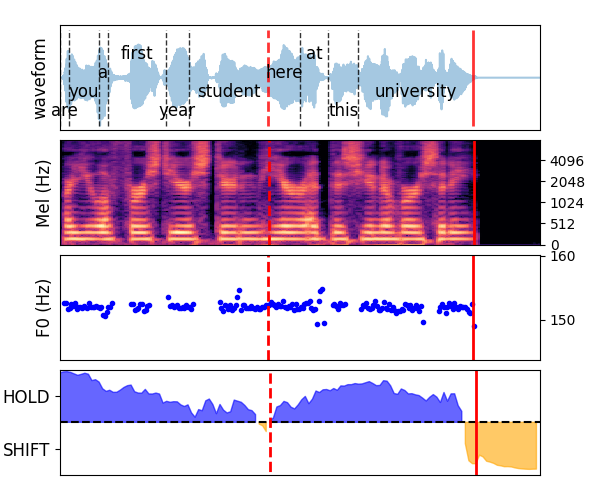 waveform
are you a first year student here at this university
Mel (Hz)
4096
2048
1024
512
0
F0 (Hz)
160
150
HOLD
SHIFT